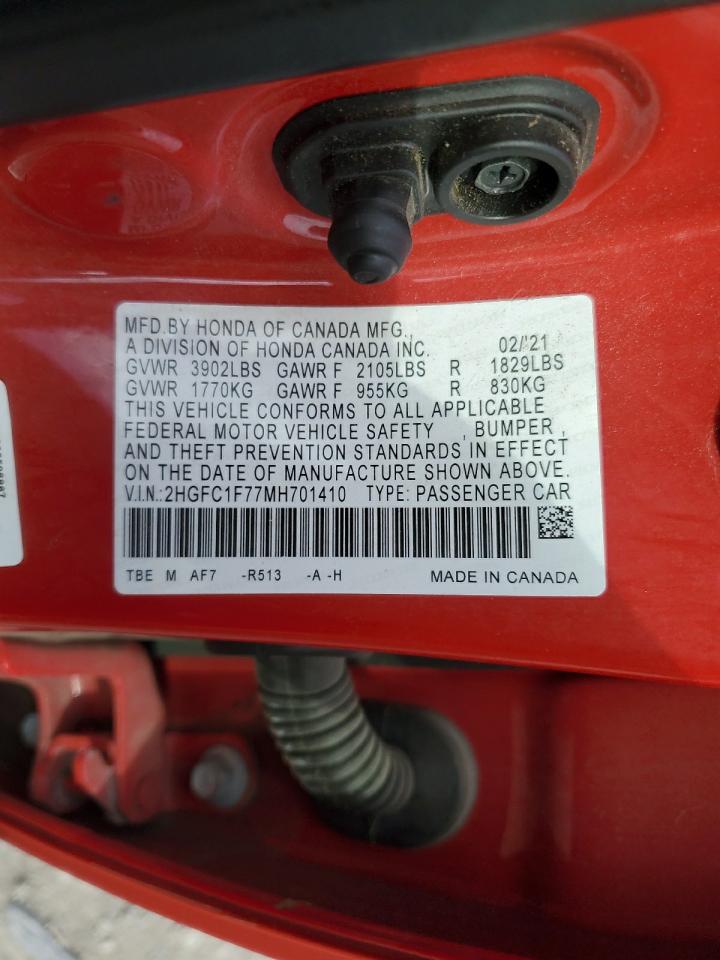 MFD.BY HONDA OF CANADA MFG.,
A DIVISION OF HONDA CANADA INC. 02/'21
GVWR 3902LBS GAWR F 2105LBS R 1829LBS
GVWR 1770KG GAWR F 955KG R 830KG
THIS VEHICLE CONFORMS TO ALL APPLICABLE
FEDERAL MOTOR VEHICLE SAFETY , BUMPER ,
AND THEFT PREVENTION STANDARDS IN EFFECT
ON THE DATE OF MANUFACTURE SHOWN ABOVE.
V.I.N.:2HGFC1F77MH701410 TYPE: PASSENGER CAR
TBE M AF7 -R513 -A -H MADE IN CANADA